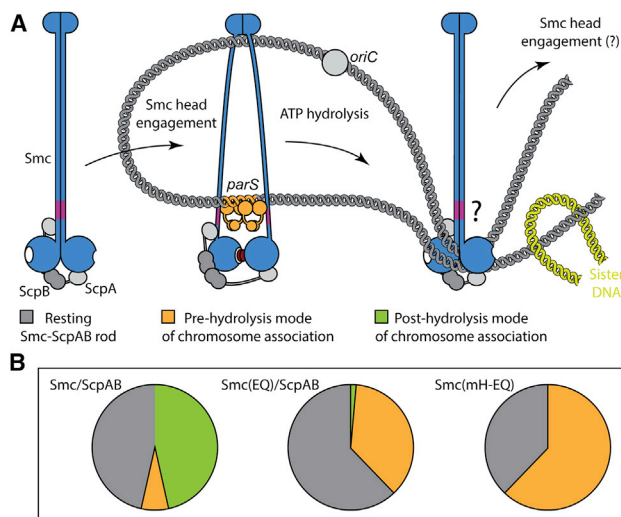 A
Smc head
engagement (?)
oriC
Smc head
engagement
ATP hydrolysis
Smc
parS
?
ScpB
ScpA
Sister
DNA
Resting
Smc-ScpAB rod
Pre-hydrolysis mode
of chromosome association
Post-hydrolysis mode
of chromosome association
B
Smc/ScpAB
Smc(EQ)/ScpAB
Smc(mH-EQ)